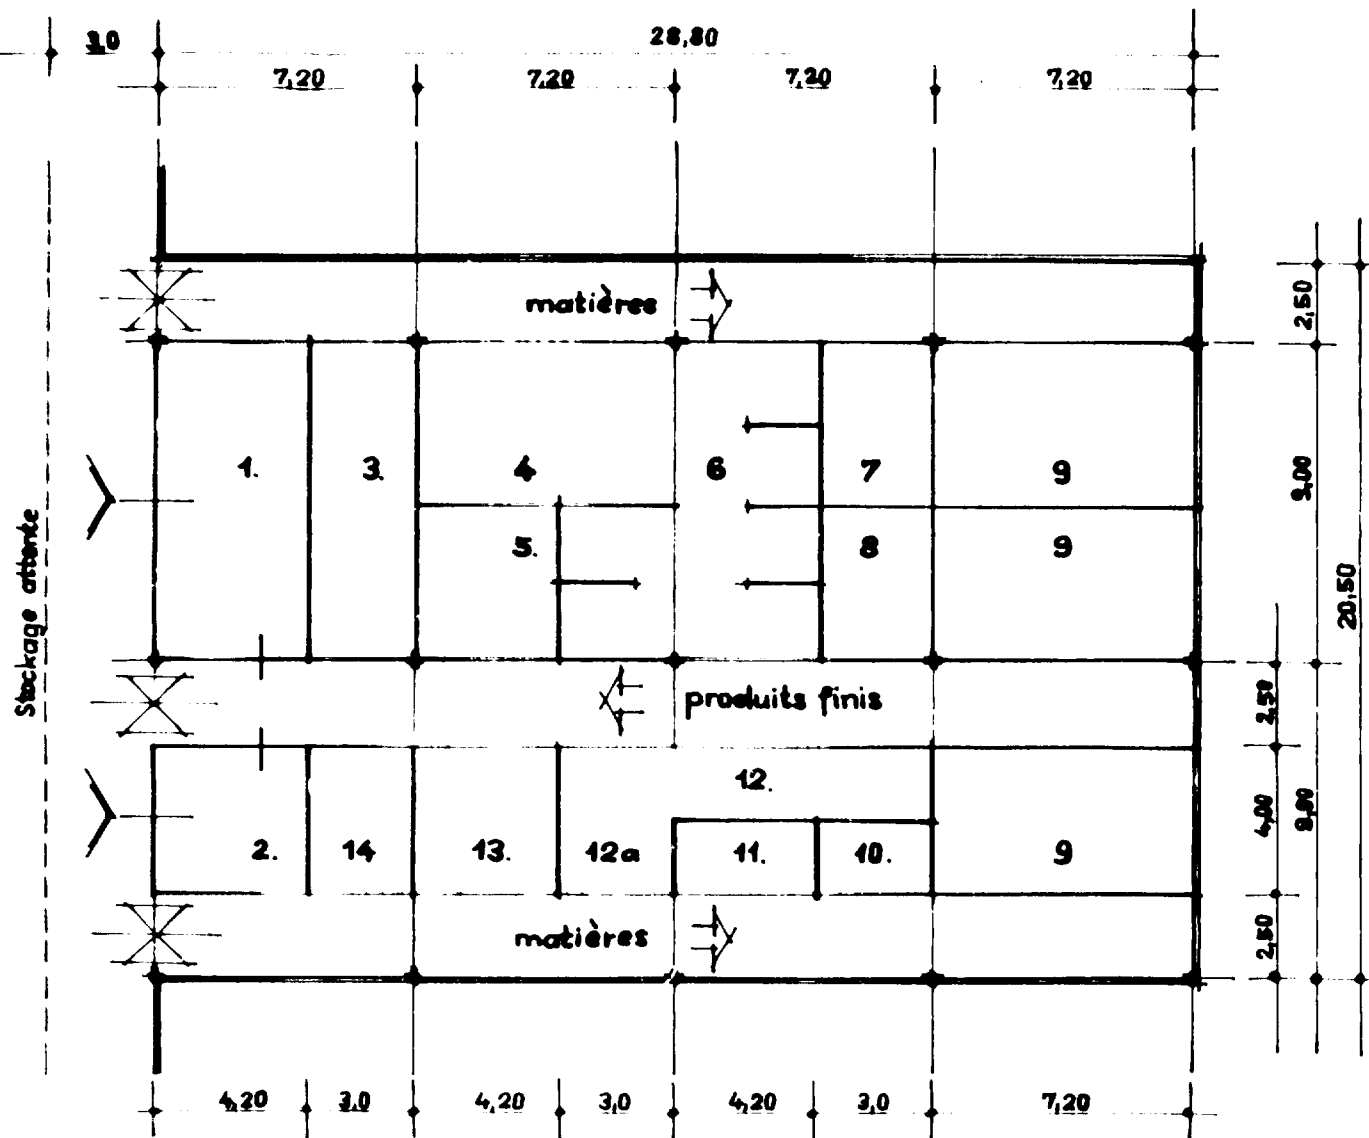 3,0 28,80
7,20 7,20 7,20 7,20
matières
2,50
1. 3. 4 6 7 9
9,00
5. 8 9
Stockage attente
20,50
produits finis
2,50
12.
4,00
2. 14 13. 12a 11. 10. 9
matières
2,50
4,20 3,0 4,20 3,0 4,20 3,0 7,20